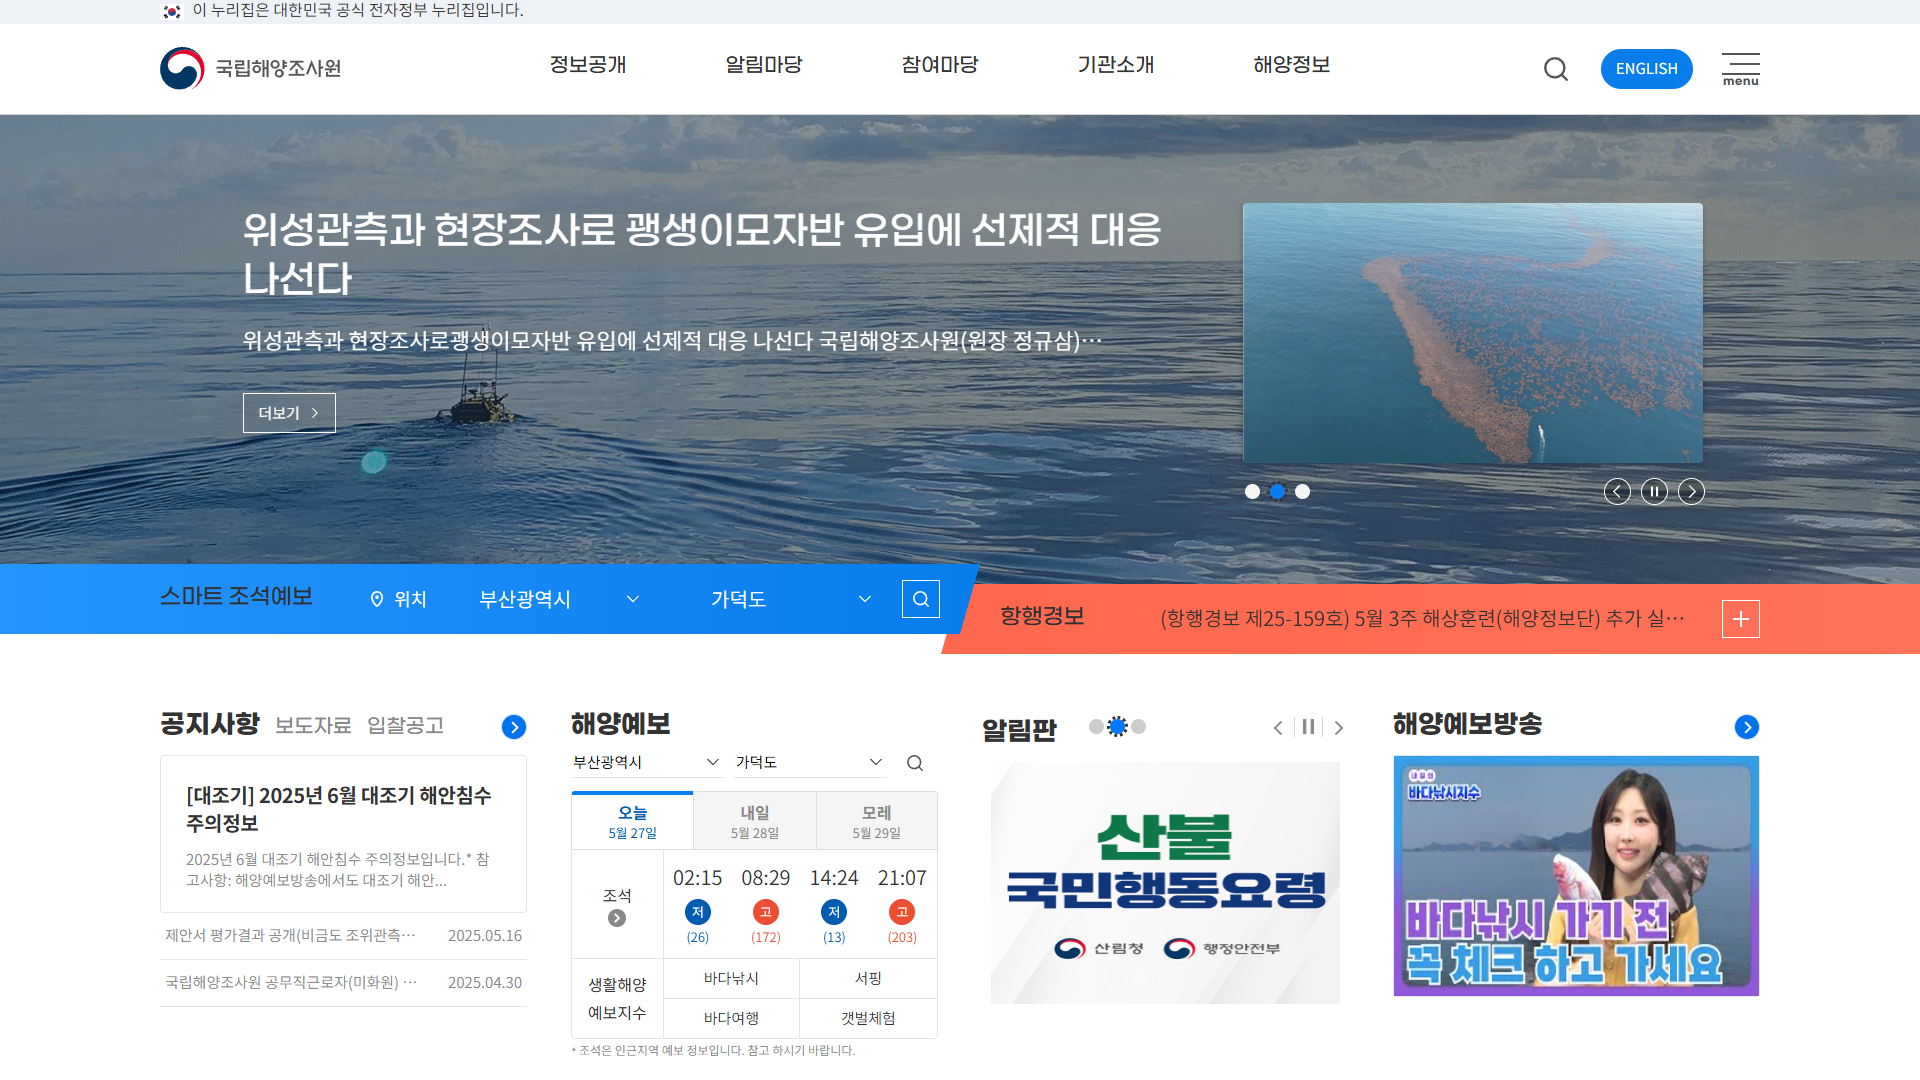 이 누리집은 대한민국 공식 전자정부 누리집입니다.
국립해양조사원
정보공개
알림마당
참여마당
기관소개
해양정보
ENGLISH
menu
위성관측과 현장조사로 괭생이모자반 유입에 선제적 대응
나선다
위성관측과 현장조사로괭생이모자반 유입에 선제적 대응 나선다 국립해양조사원(원장 정규삼)…
더보기
스마트 조석예보
위치
부산광역시
가덕도
항행경보
(항행경보 제25-159호) 5월 3주 해상훈련(해양정보단) 추가 실…
공지사항
보도자료
입찰공고
[대조기] 2025년 6월 대조기 해안침수
주의정보
2025년 6월 대조기 해안침수 주의정보입니다.* 참
고사항: 해양예보방송에서도 대조기 해안...
제안서 평가결과 공개(비금도 조위관측… 2025.05.16
국립해양조사원 공무직근로자(미화원) … 2025.04.30
해양예보
부산광역시
가덕도
오늘
5월 27일
내일
5월 28일
모레
5월 29일
조석
02:15 08:29 14:24 21:07
저 고 저 고
(26) (172) (13) (203)
생활해양
예보지수
바다낚시
서핑
바다여행
갯벌체험
* 조석은 인근지역 예보 정보입니다. 참고 하시기 바랍니다.
알림판
산불
국민행동요령
산림청
행정안전부
해양예보방송
내일의
바다낚시지수
바다낚시 가기 전
꼭 체크 하고 가세요